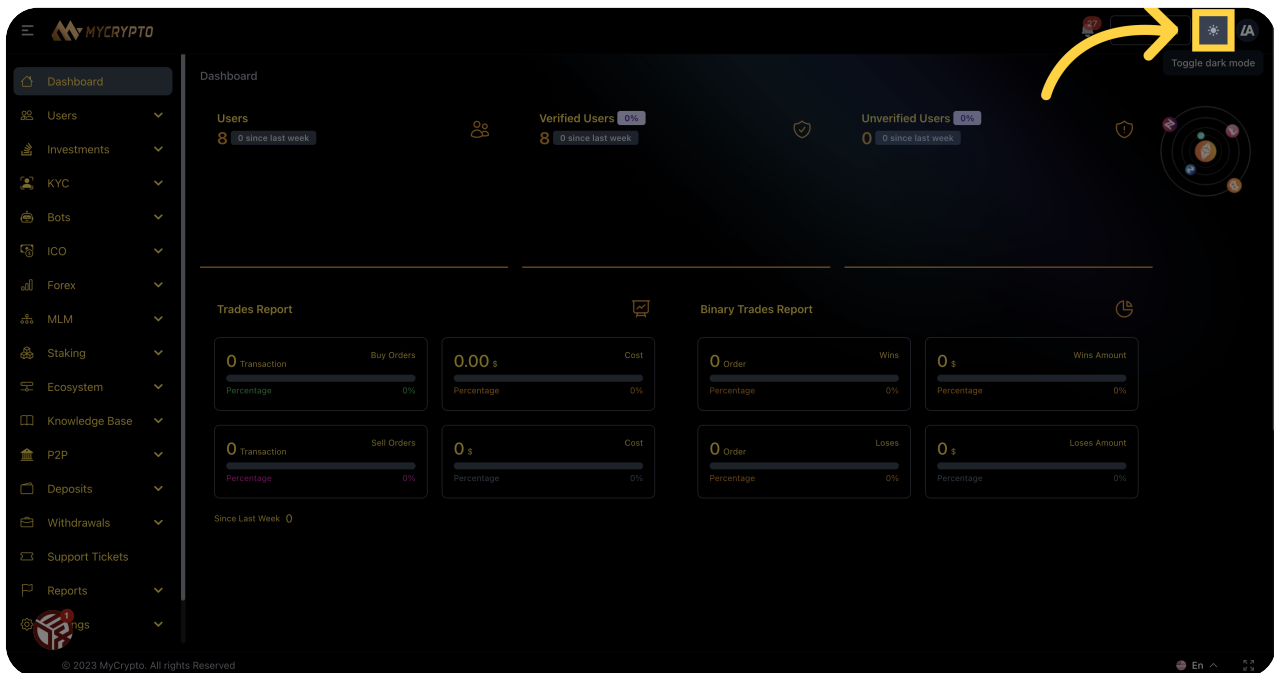 MYCRYPTO
27
Toggle dark mode
Dashboard
Users
Investments
KYC
Bots
ICO
Forex
MLM
Staking
Ecosystem
Knowledge Base
P2P
Deposits
Withdrawals
Support Tickets
Reports
1
ngs
Dashboard
Users
8 0 since last week
Verified Users 0%
8 0 since last week
Unverified Users 0%
0 0 since last week
Trades Report
Buy Orders
0 Transaction
Percentage 0%
Cost
0.00 $
Percentage 0%
Sell Orders
0 Transaction
Percentage 0%
Cost
0 $
Percentage 0%
Since Last Week 0
Binary Trades Report
Wins
0 Order
Percentage 0%
Wins Amount
0 $
Percentage 0%
Loses
0 Order
Percentage 0%
Loses Amount
0 $
Percentage 0%
© 2023 MyCrypto. All rights Reserved
En